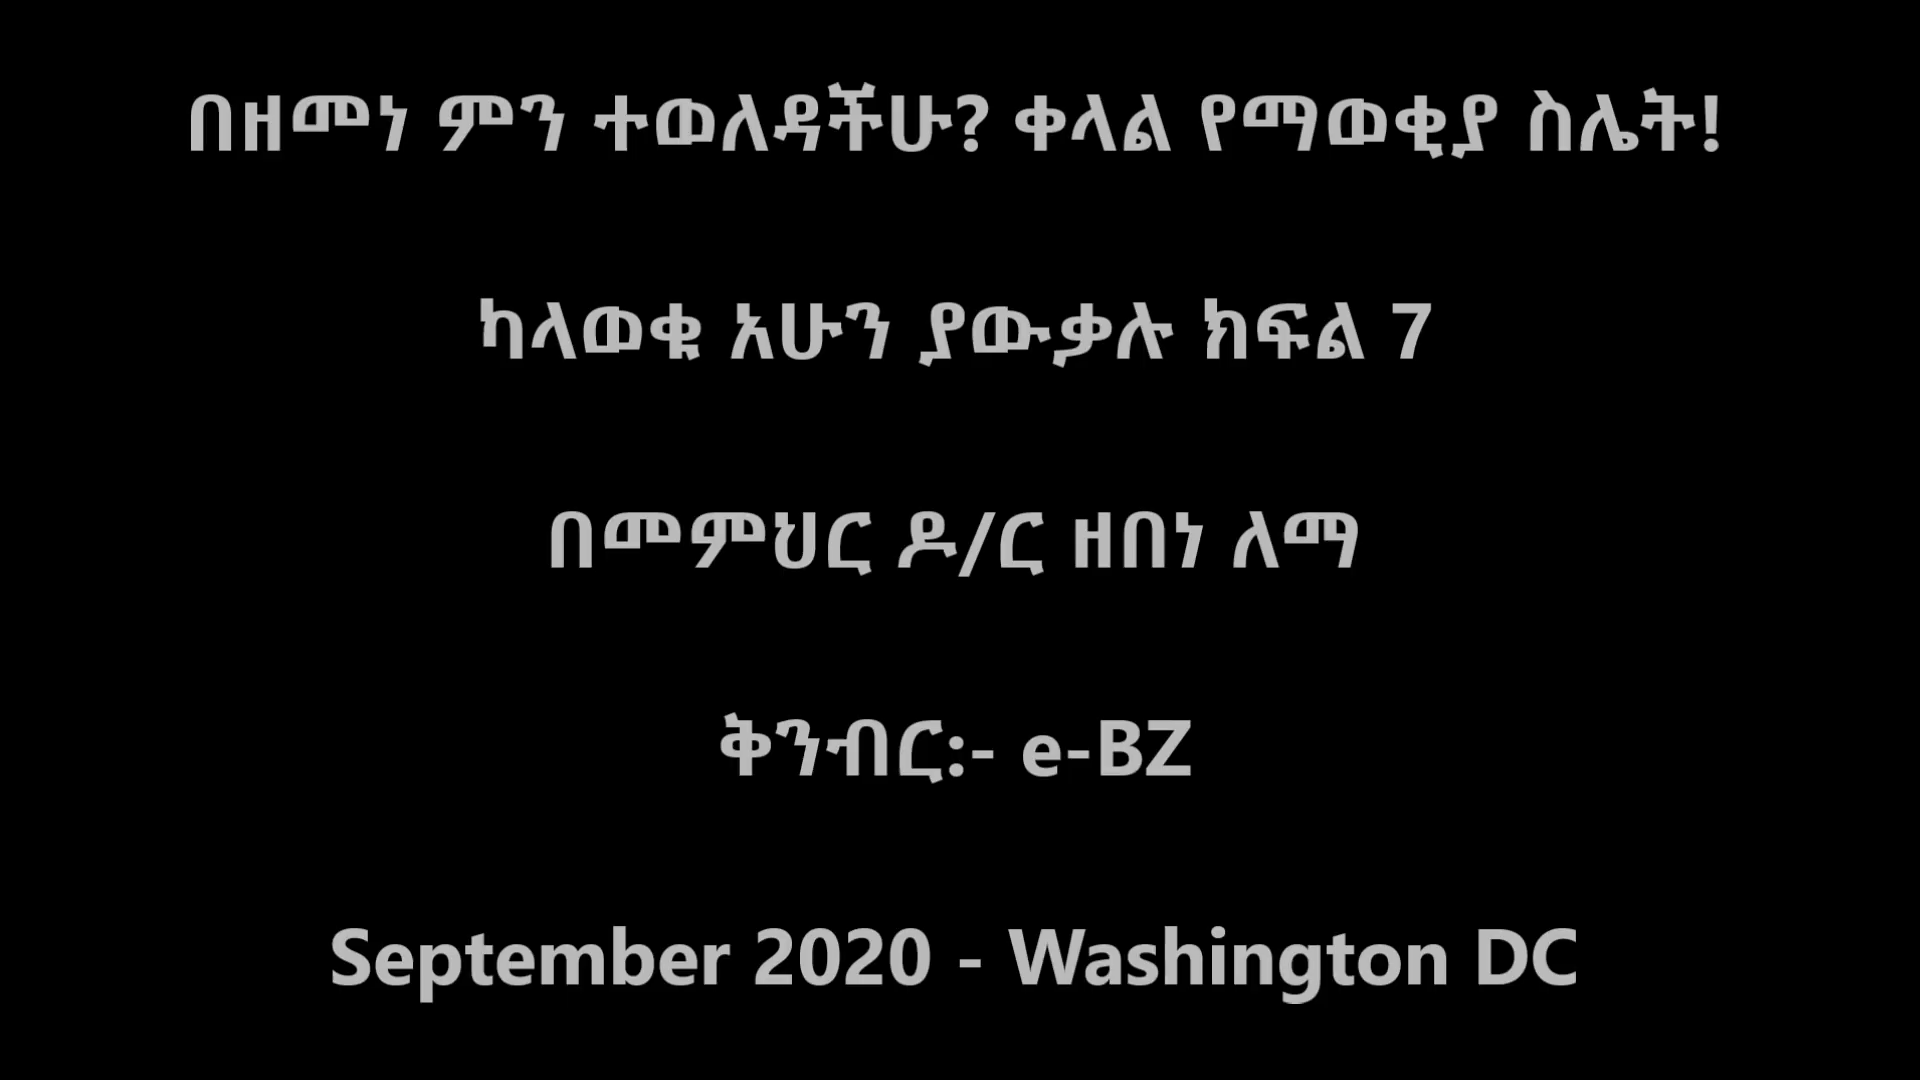 በዘመነ ምን ተወለዳችሁ? ቀላል የማወቂያ ስሌት!
ካላወቁ አሁን ያውቃሉ ክፍል 7
በመምህር ዶ/ር ዘበነ ለማ
ቅንብር፡- e-BZ
September 2020 - Washington DC